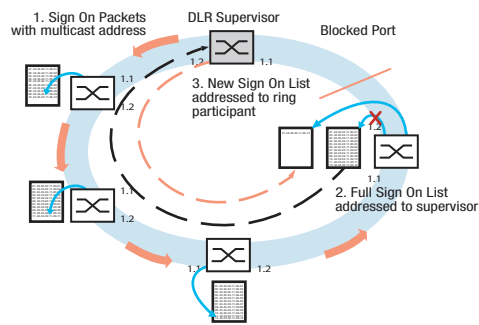 1. Sign On Packets
with multicast address
DLR Supervisor
Blocked Port
1.2
1.1
3. New Sign On List
addressed to ring
participant
1.1
1.2
1.2
1.1
2. Full Sign On List
addressed to supervisor
1.1
1.2
1.1
1.2